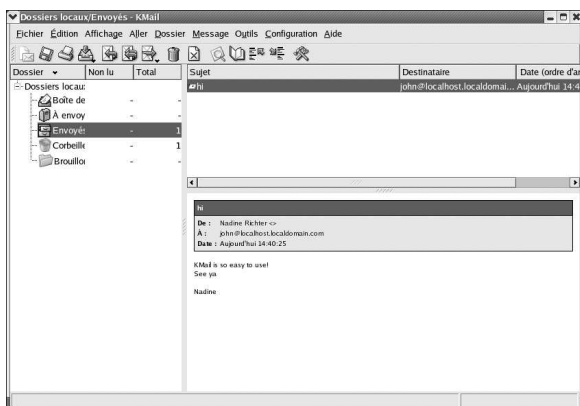 Dossiers locaux/Envoyés - KMail
Fichier Édition Affichage Aller Dossier Message Outils Configuration Aide
Dossier Non lu Total
Dossiers locau:
Boîte de - -
À envoy - -
Envoyés - 1
Corbeille - 1
Brouillo - -
Sujet Destinataire Date (ordre d'ar
hi john@localhost.localdomai... Aujourd'hui 14:4
hi
De : Nadine Richter <>
À : john@localhost.localdomain.com
Date : Aujourd'hui 14:40:25
KMail is so easy to use!
See ya
Nadine